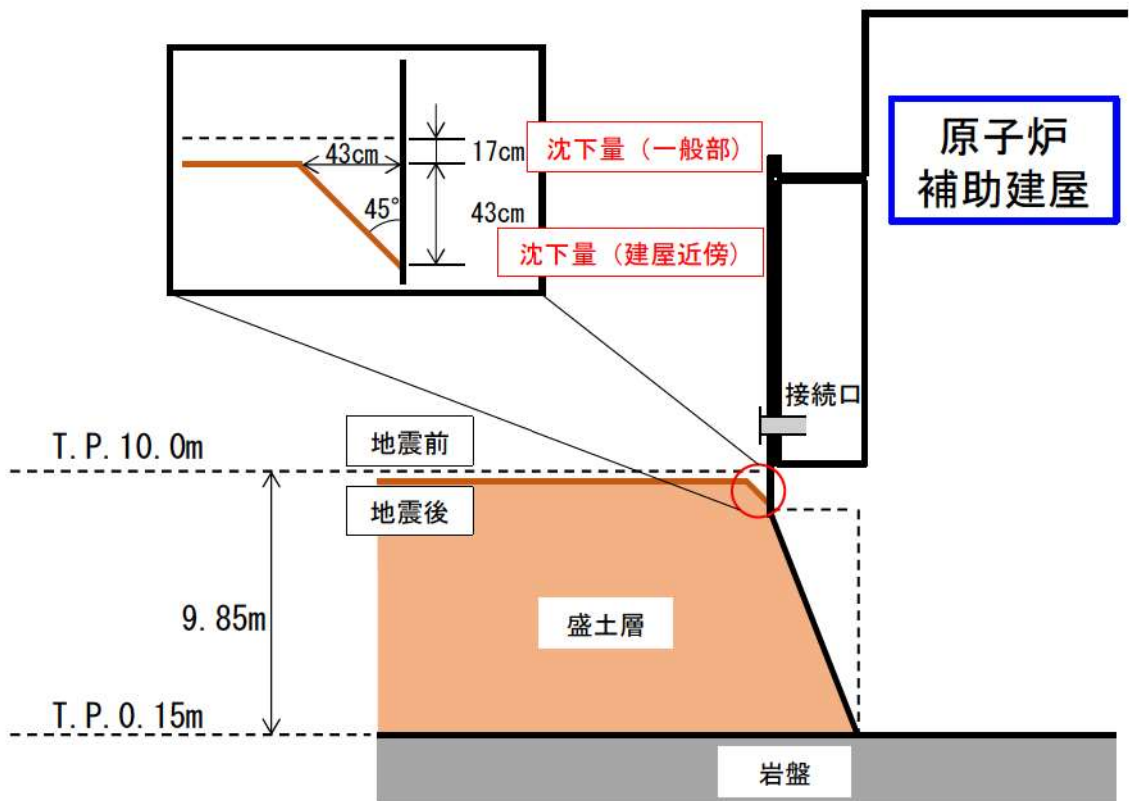 原子炉
補助建屋
17cm
沈下量（一般部）
43cm
45°
43cm
沈下量（建屋近傍）
接続口
T.P.10.0m
地震前
地震後
9.85m
盛土層
T.P.0.15m
岩盤